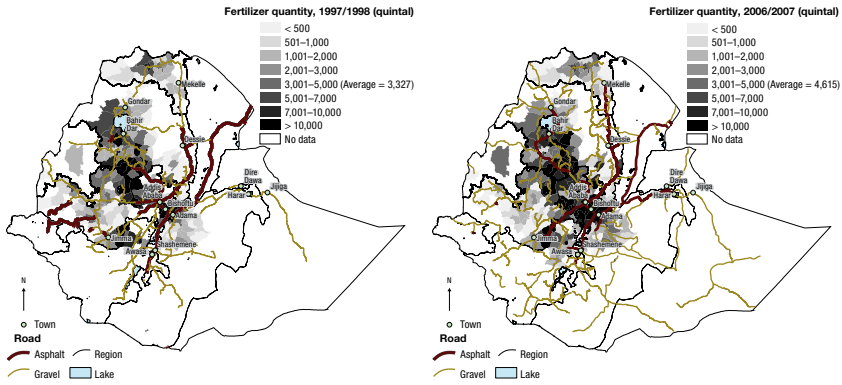 Fertilizer quantity, 1997/1998 (quintal)
< 500
501–1,000
1,001–2,000
2,001–3,000
3,001–5,000 (Average = 3,327)
5,001–7,000
7,001–10,000
> 10,000
No data
Mekelle
Gondar
Bahir
Dar
Dessie
Dire
Dawa
Jijiga
Harar
Addis
Ababa
Bishoftu
Adama
Jimma
Shashemene
Awasa
N
Town
Road
Asphalt
Region
Gravel
Lake
Fertilizer quantity, 2006/2007 (quintal)
< 500
501–1,000
1,001–2,000
2,001–3,000
3,001–5,000 (Average = 4,615)
5,001–7,000
7,001–10,000
> 10,000
No data
Mekelle
Gondar
Bahir
Dar
Dessie
Dire
Dawa
Jijiga
Harar
Addis
Ababa
Bishoftu
Adama
Jimma
Shashemene
Awasa
N
Town
Road
Asphalt
Region
Gravel
Lake